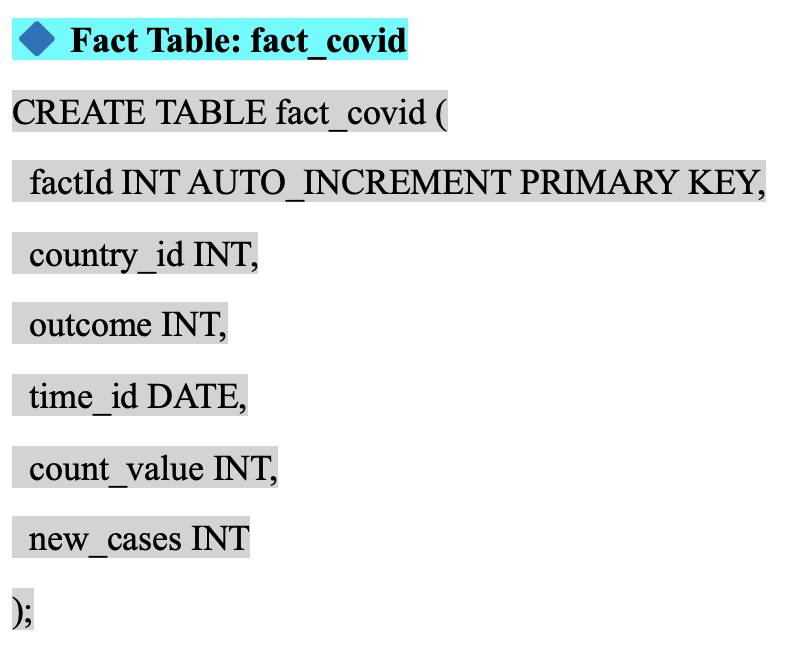 Fact Table: fact_covid
CREATE TABLE fact_covid (
factId INT AUTO_INCREMENT PRIMARY KEY,
country_id INT,
outcome INT,
time_id DATE,
count_value INT,
new_cases INT
);